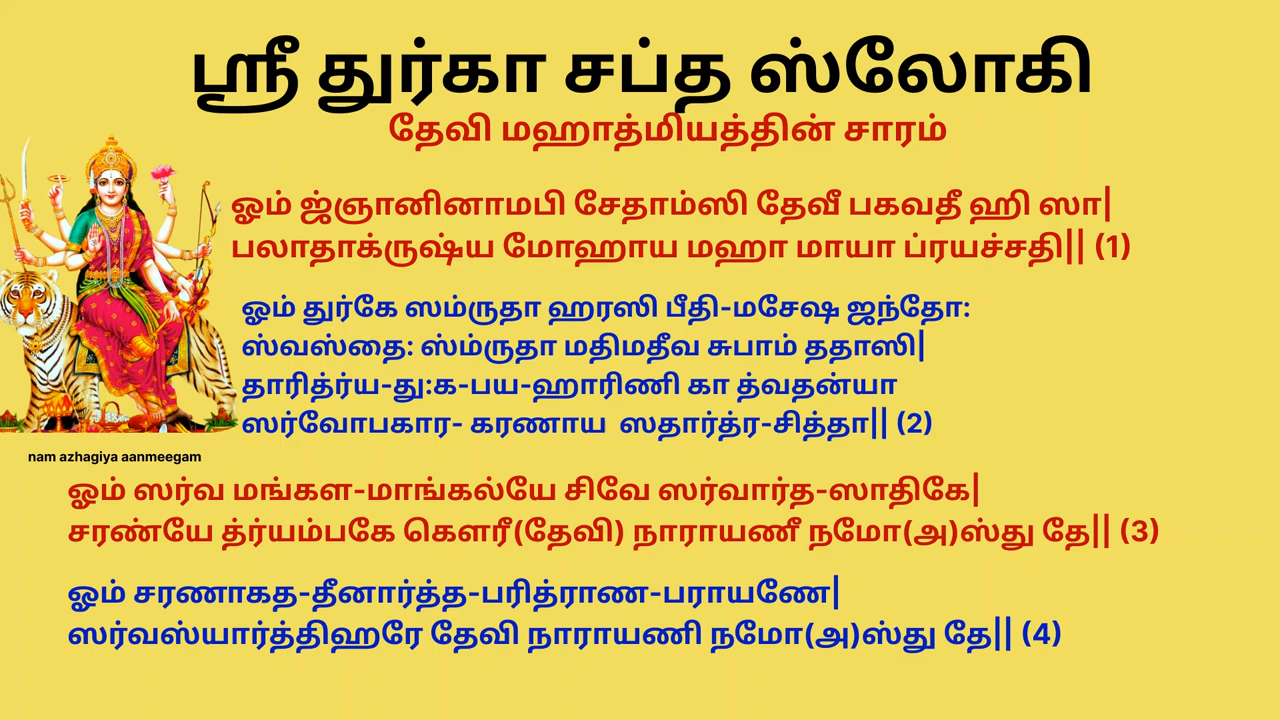 ஸ்ரீ துர்கா சப்த ஸ்லோகி
தேவி மஹாத்மியத்தின் சாரம்
ஓம் ஜ்ஞானினாமபி சேதாம்ஸி தேவீ பகவதீ ஹி ஸா|
பலாதாக்ருஷ்ய மோஹாய மஹா மாயா ப்ரயச்சதி|| (1)
ஓம் துர்கே ஸம்ருதா ஹரஸி பீதி-மசேஷ ஜந்தோ:
ஸ்வஸ்தை: ஸ்ம்ருதா மதிமதீவ சுபாம் ததாஸி|
தாரித்ர்ய-து:க-பய-ஹாரிணி கா த்வதன்யா
ஸர்வோபகார- கரணாய ஸதார்த்ர-சித்தா|| (2)
nam azhagiya aanmeegam
ஓம் ஸர்வ மங்கள-மாங்கல்யே சிவே ஸர்வார்த-ஸாதிகே|
சரண்யே த்ர்யம்பகே கௌரீ(தேவி) நாராயணீ நமோ(அ)ஸ்து தே|| (3)
ஓம் சரணாகத-தீனார்த்த-பரித்ராண-பராயணே|
ஸர்வஸ்யார்த்திஹரே தேவி நாராயணி நமோ(அ)ஸ்து தே|| (4)